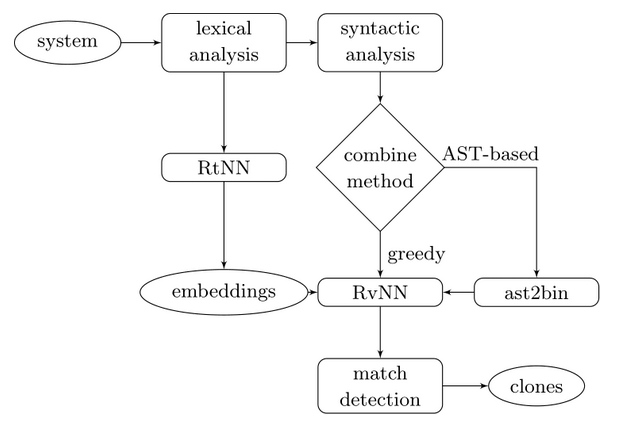 system
lexical
analysis
syntactic
analysis
combine
method
AST-based
RtNN
greedy
embeddings
RvNN
ast2bin
match
detection
clones